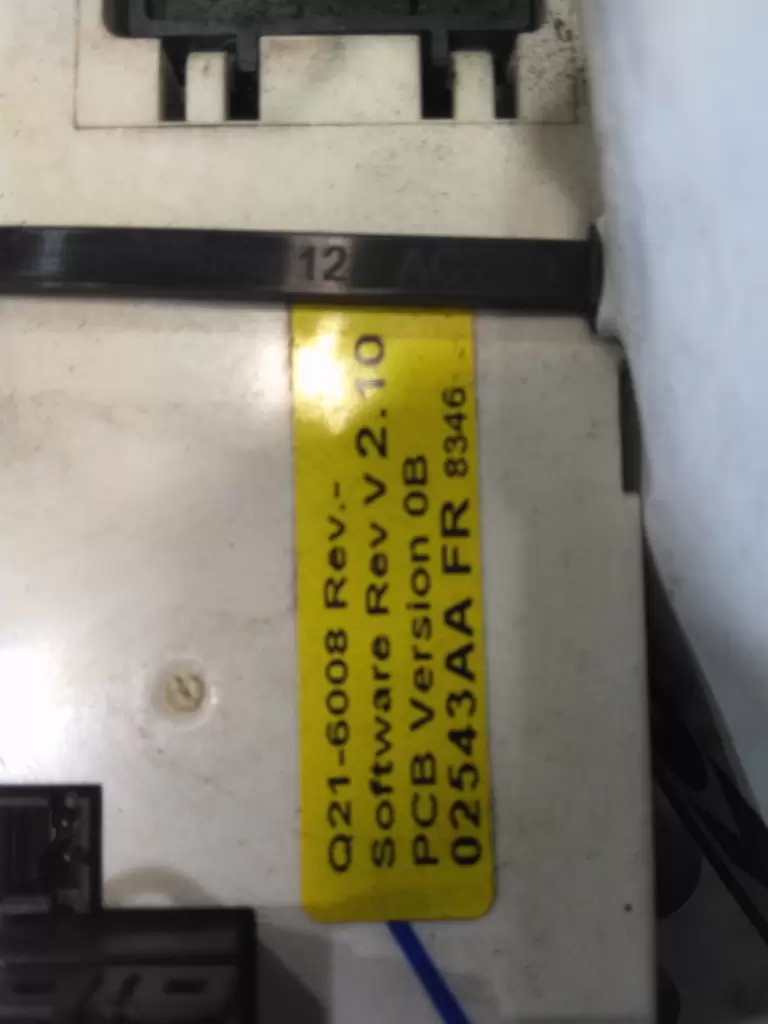 12
Q21-6008 Rev.-
Software Rev V 2.10
PCB Version 0B
02543AA FR 8346